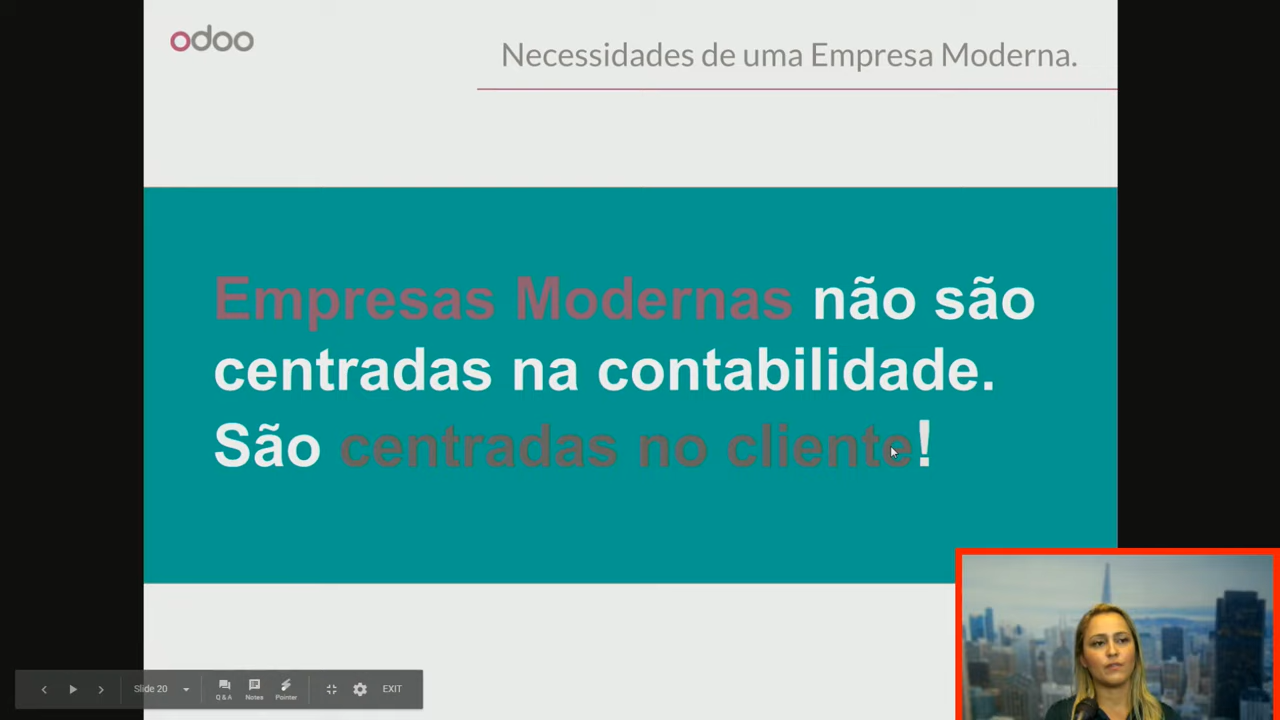 odoo
Necessidades de uma Empresa Moderna.
Empresas Modernas não são
centradas na contabilidade.
São centradas no cliente!
Slide 20
Q & A
Notes
Pointer
EXIT